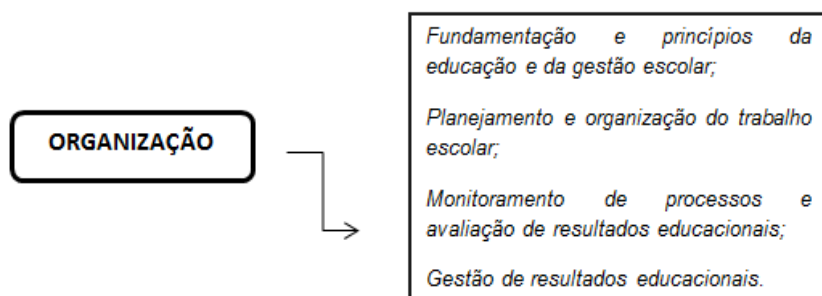 ORGANIZAÇÃO
Fundamentação e princípios da
educação e da gestão escolar;
Planejamento e organização do trabalho
escolar;
Monitoramento de processos e
avaliação de resultados educacionais;
Gestão de resultados educacionais.